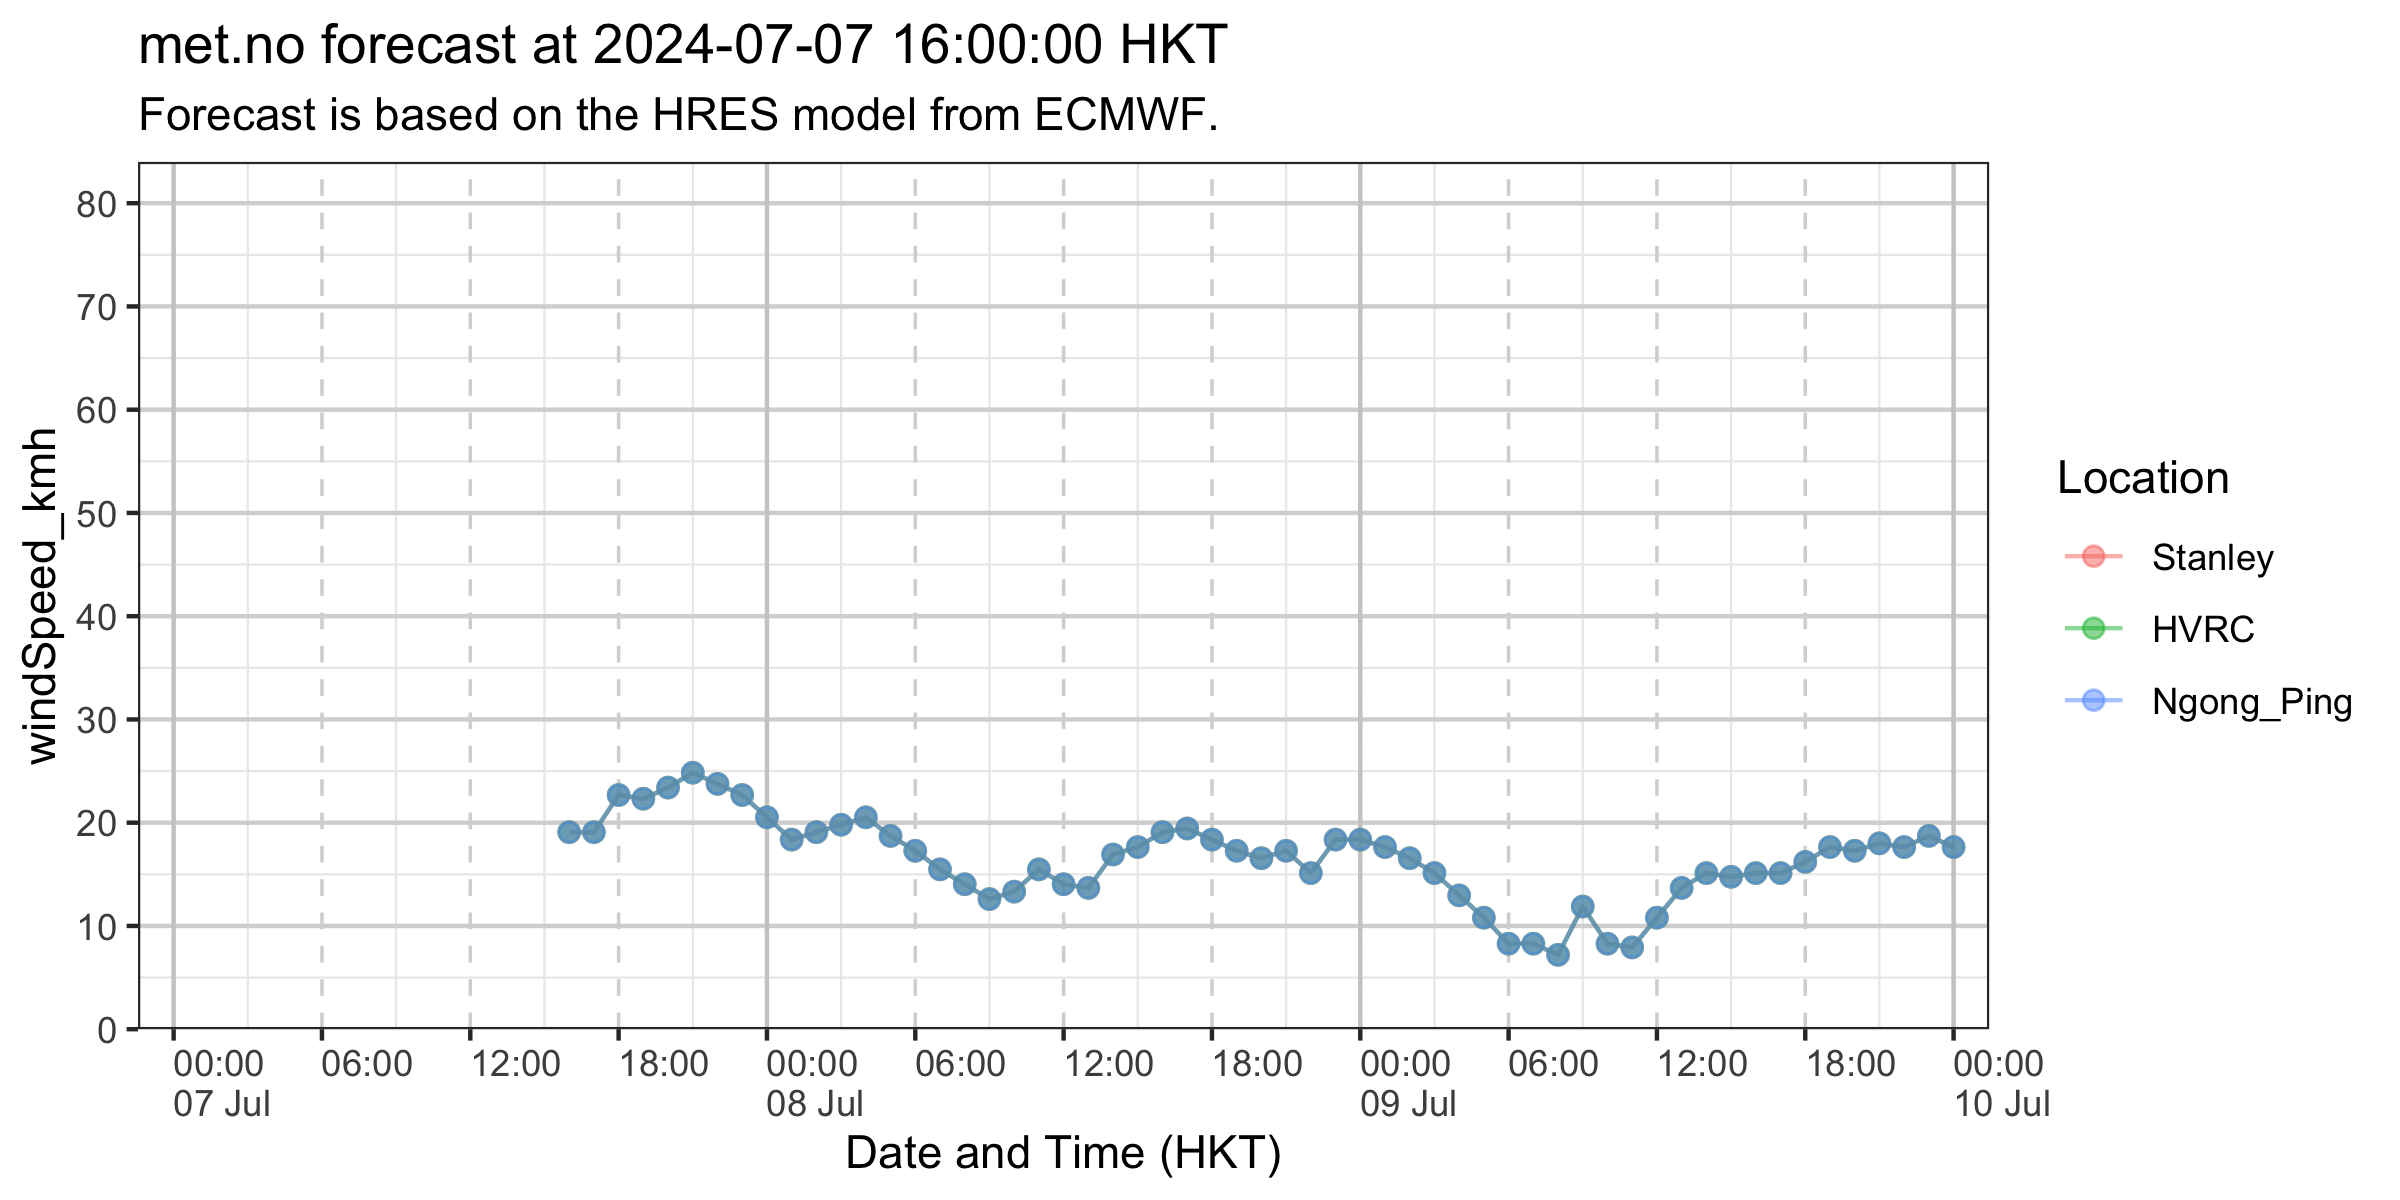 met.no forecast at 2024-07-07 16:00:00 HKT
Forecast is based on the HRES model from ECMWF.
windSpeed_kmh
80
70
60
50
40
30
20
10
0
00:00 06:00 12:00 18:00 00:00 06:00 12:00 18:00 00:00 06:00 12:00 18:00 00:00
07 Jul 08 Jul 09 Jul 10 Jul
Date and Time (HKT)
Location
Stanley
HVRC
Ngong_Ping